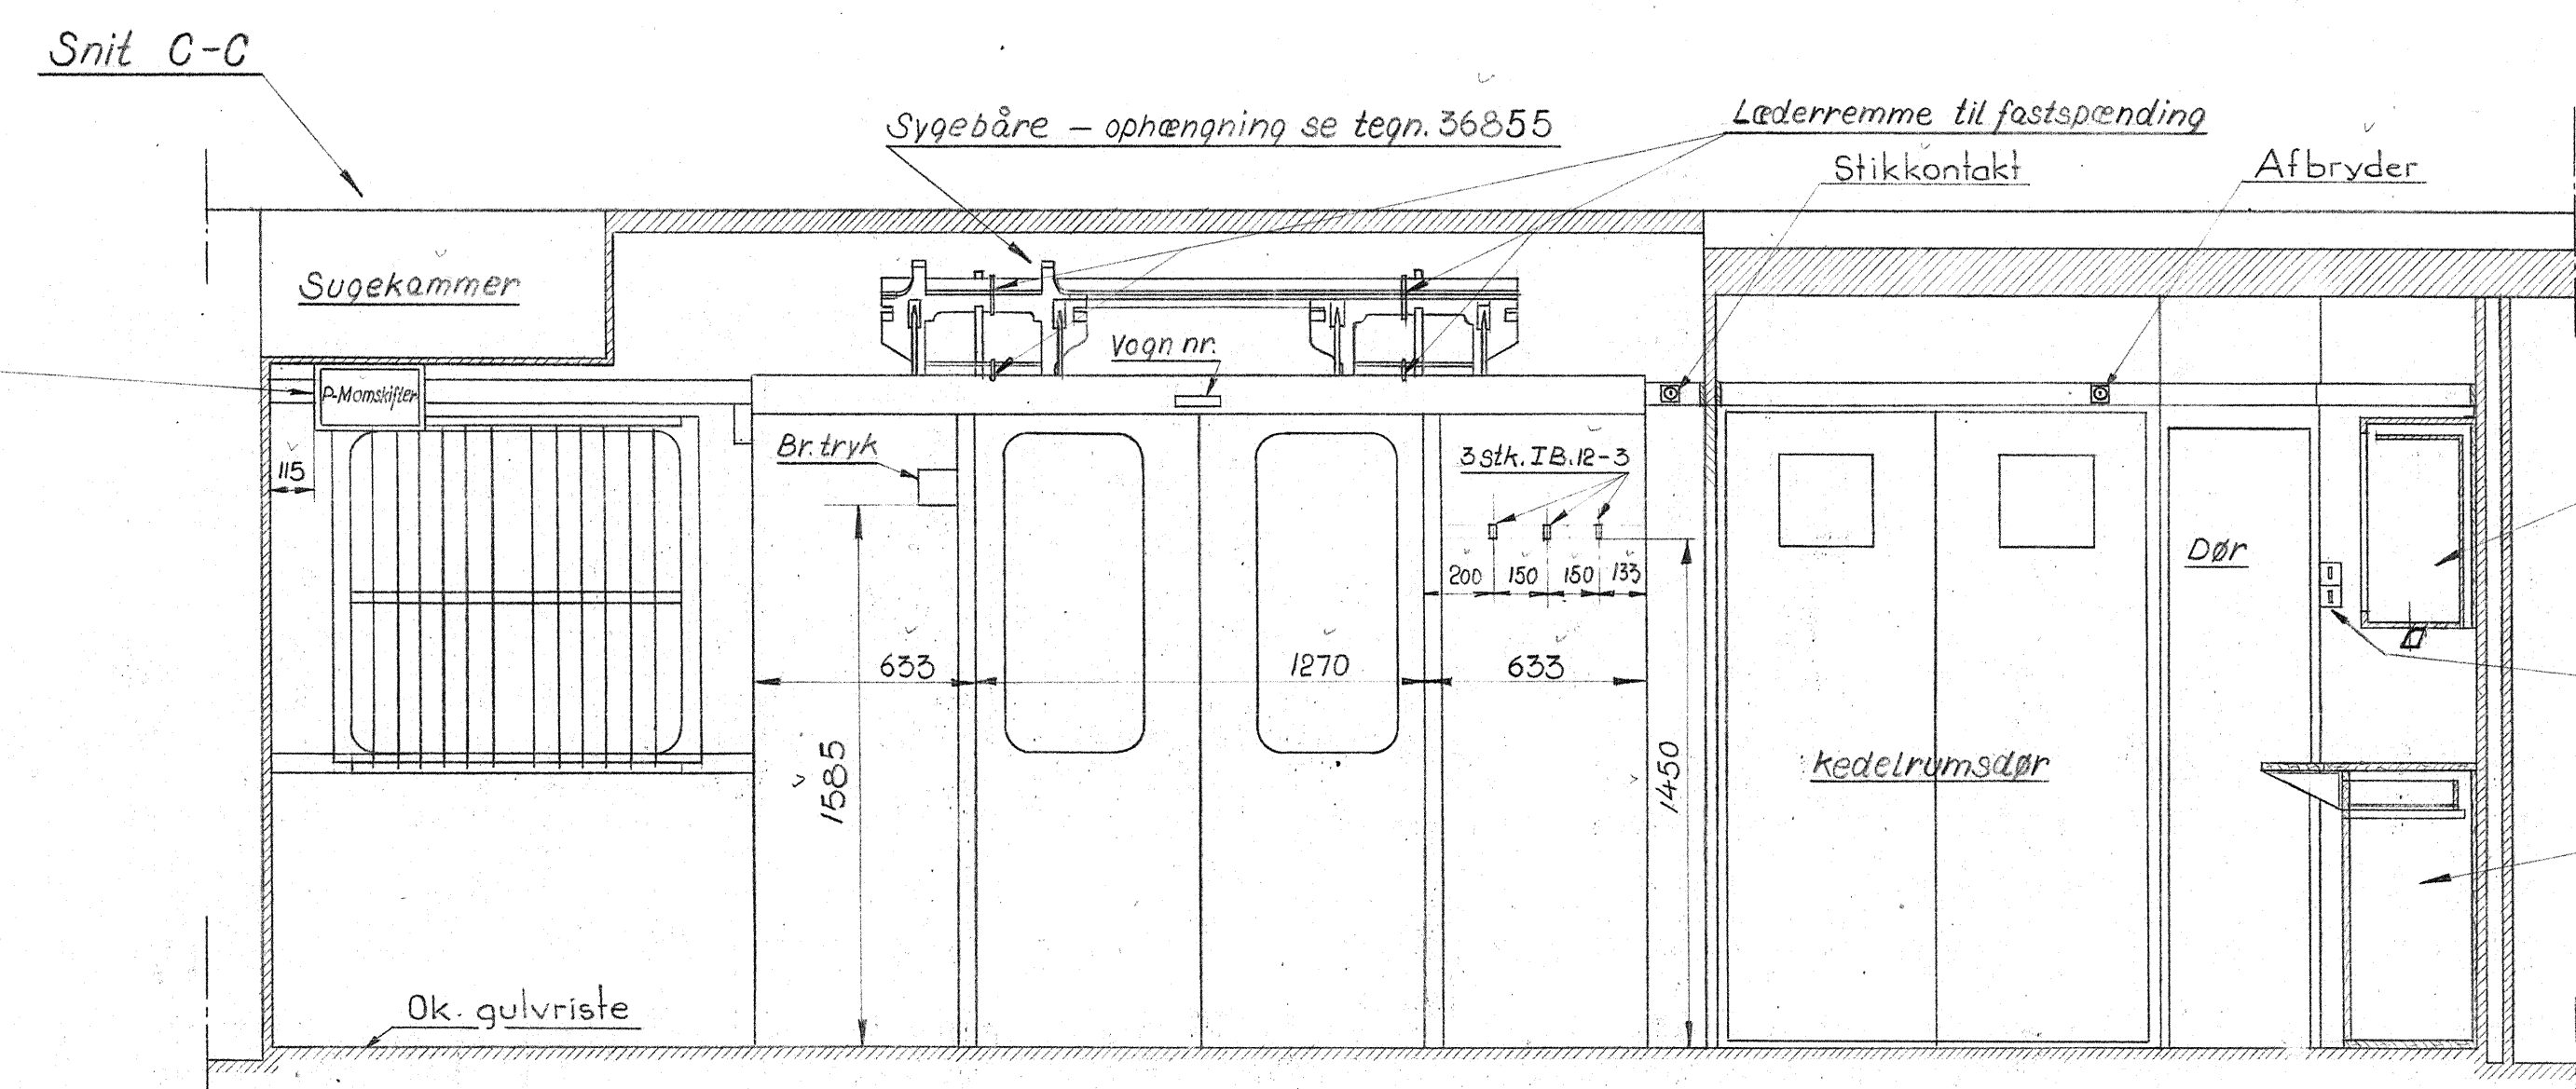 Snit C-C
Sygebåre - ophængning se tegn. 36855
Læderremme til fastspænding
Stikkontakt
Afbryder
Sugekammer
Vogn nr.
P-Momskifter
Br. tryk
3 stk. IB.12-3
115
200 150 150 133
Dør
633
1270
633
1585
1450
kedelrumsdør
Ok. gulvriste